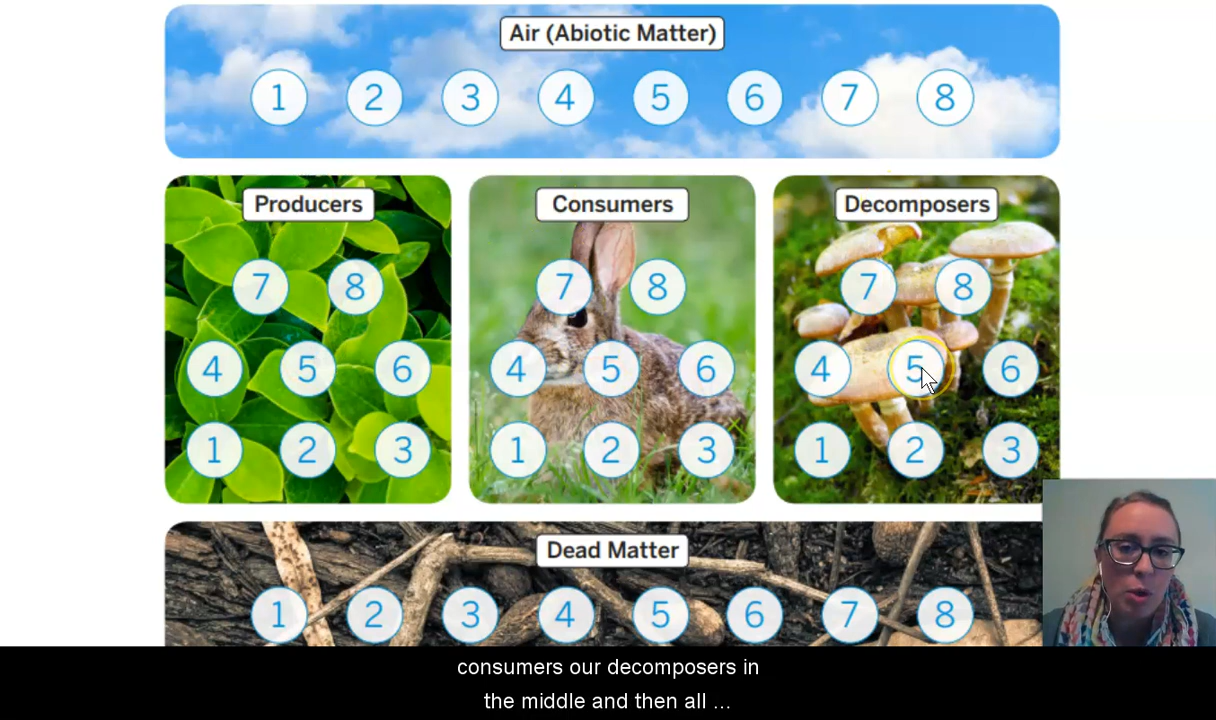 Air (Abiotic Matter)
1 2 3 4 5 6 7 8
Producers
7 8
4 5 6
1 2 3
Consumers
7 8
4 5 6
1 2 3
Decomposers
7 8
4 5 6
1 2 3
Dead Matter
1 2 3 4 5 6 7 8
consumers our decomposers in
the middle and then all ...